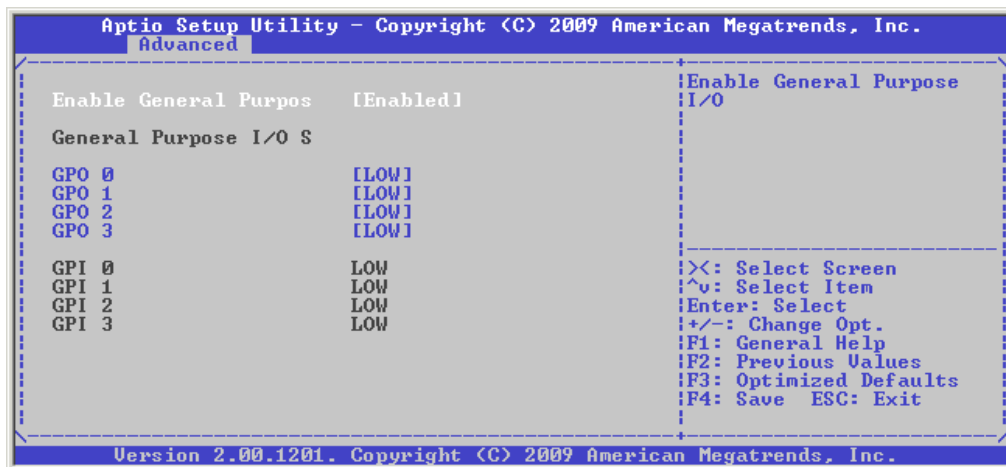 Aptio Setup Utility - Copyright (C) 2009 American Megatrends, Inc.
Advanced
Enable General Purpos [Enabled]
General Purpose I/O S
GPO 0 [LOW]
GPO 1 [LOW]
GPO 2 [LOW]
GPO 3 [LOW]
GPI 0 LOW
GPI 1 LOW
GPI 2 LOW
GPI 3 LOW
Enable General Purpose
I/O
><: Select Screen
^v: Select Item
Enter: Select
+/-: Change Opt.
F1: General Help
F2: Previous Values
F3: Optimized Defaults
F4: Save ESC: Exit
Version 2.00.1201. Copyright (C) 2009 American Megatrends, Inc.